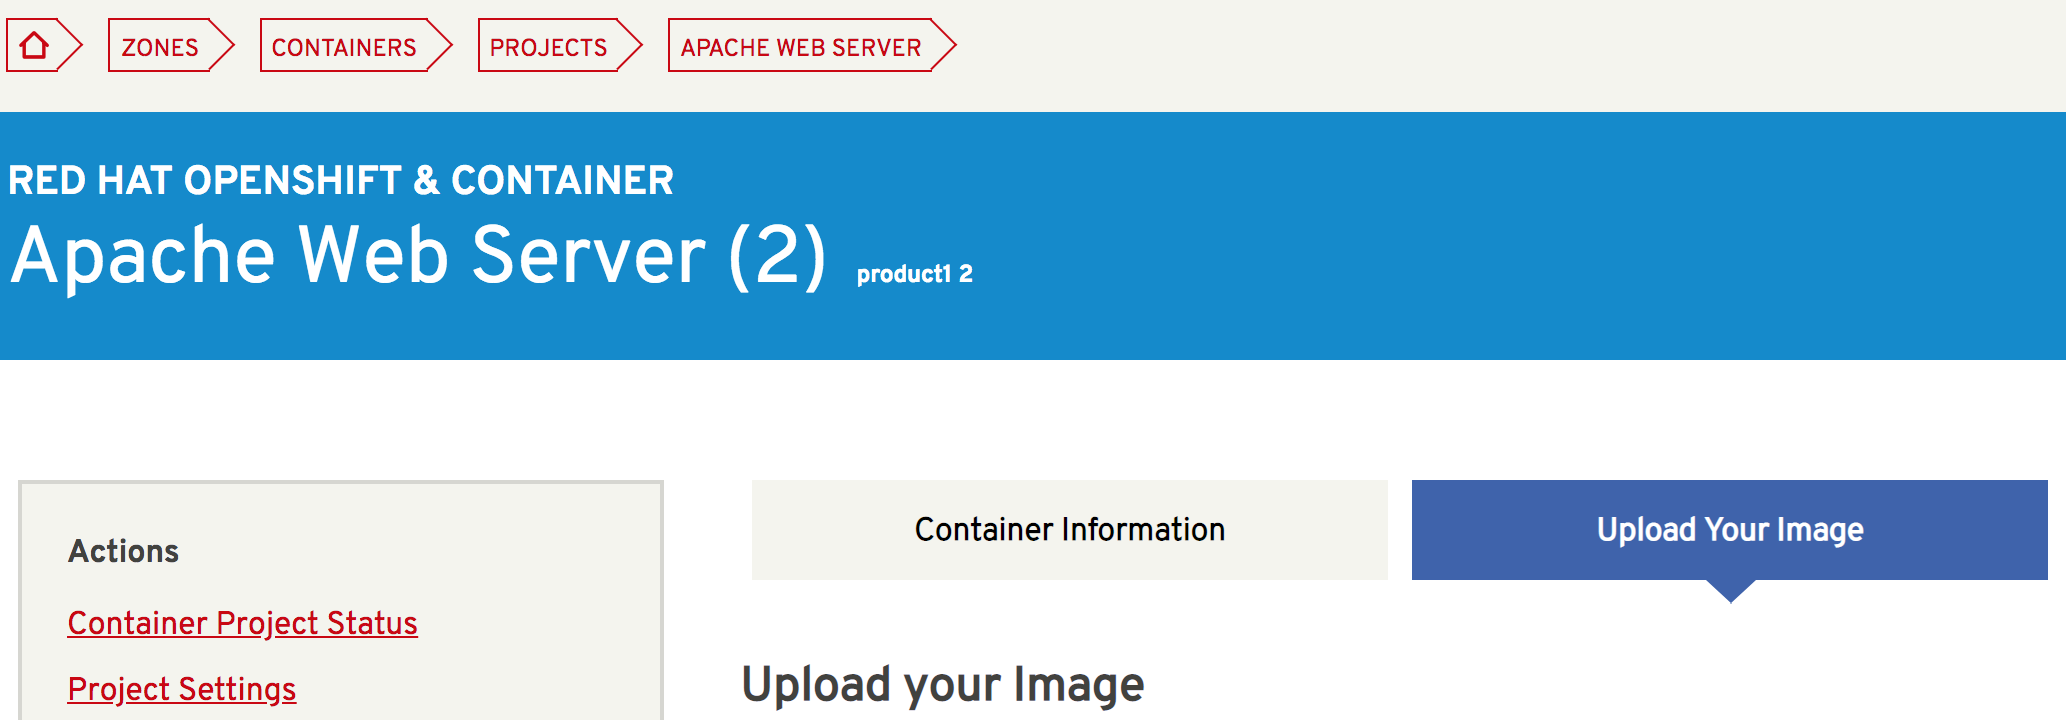 ZONES CONTAINERS PROJECTS APACHE WEB SERVER
RED HAT OPENSHIFT & CONTAINER
Apache Web Server (2) product1 2
Actions
Container Project Status
Project Settings
Container Information
Upload Your Image
Upload your Image